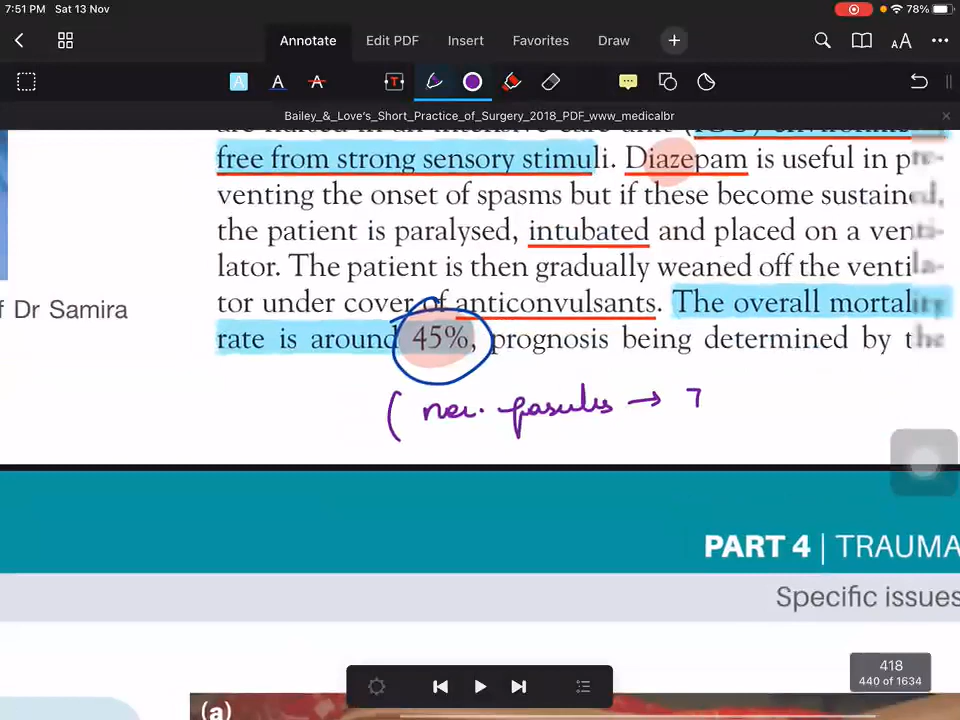 7:51 PM Sat 13 Nov
78%
Annotate Edit PDF Insert Favorites Draw
Bailey_&_Love's_Short_Practice_of_Surgery_2018_PDF_www_medicalbr
free from strong sensory stimuli. Diazepam is useful in pre-
venting the onset of spasms but if these become sustained,
the patient is paralysed, intubated and placed on a venti-
lator. The patient is then gradually weaned off the ventila-
tor under cover of anticonvulsants. The overall mortality
rate is around 45%, prognosis being determined by the
f Dr Samira
( nec. → 7
PART 4 | TRAUMA
Specific issues
418
440 of 1634
(a)